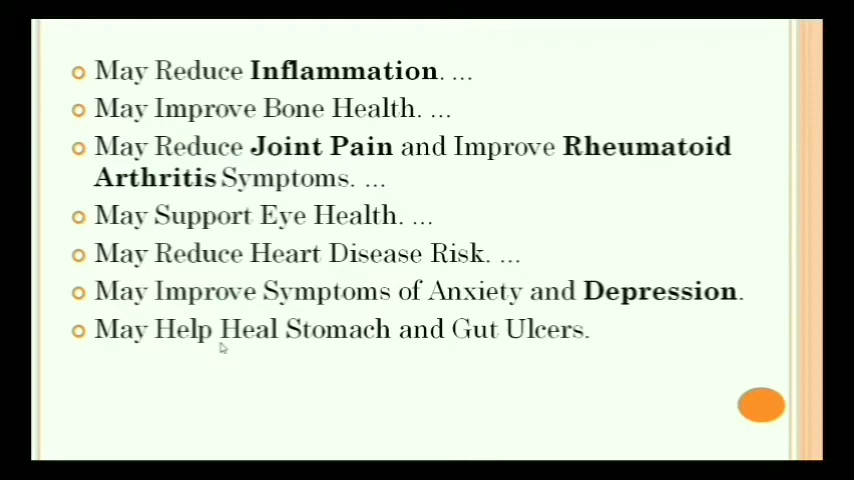 May Reduce Inflammation. ...
May Improve Bone Health. ...
May Reduce Joint Pain and Improve Rheumatoid
Arthritis Symptoms. ...
May Support Eye Health. ...
May Reduce Heart Disease Risk. ...
May Improve Symptoms of Anxiety and Depression.
May Help Heal Stomach and Gut Ulcers.